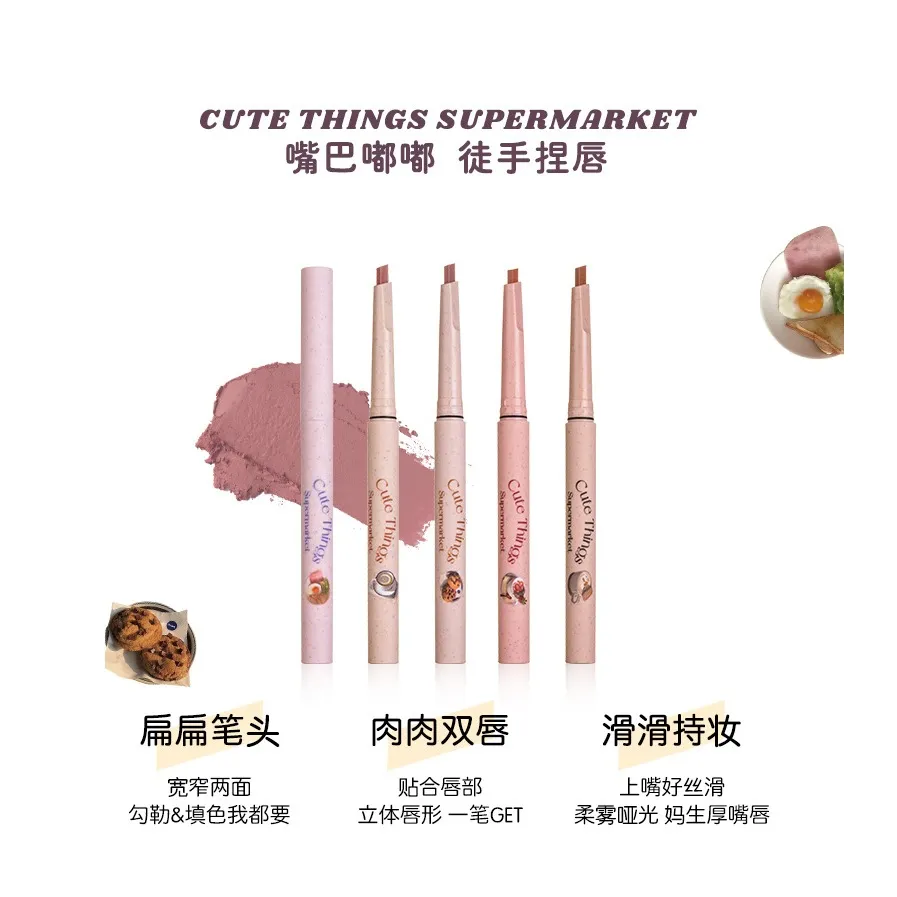 CUTE THINGS SUPERMARKET
嘴巴嘟嘟 徒手捏唇
Cute Things
Supermarket
Cute Things
Supermarket
Cute Things
Supermarket
Cute Things
Supermarket
Cute Things
Supermarket
扁扁笔头
宽窄两面
勾勒&填色我都要
肉肉双唇
贴合唇部
立体唇形 一笔GET
滑滑持妆
上嘴好丝滑
柔雾哑光 妈生厚嘴唇